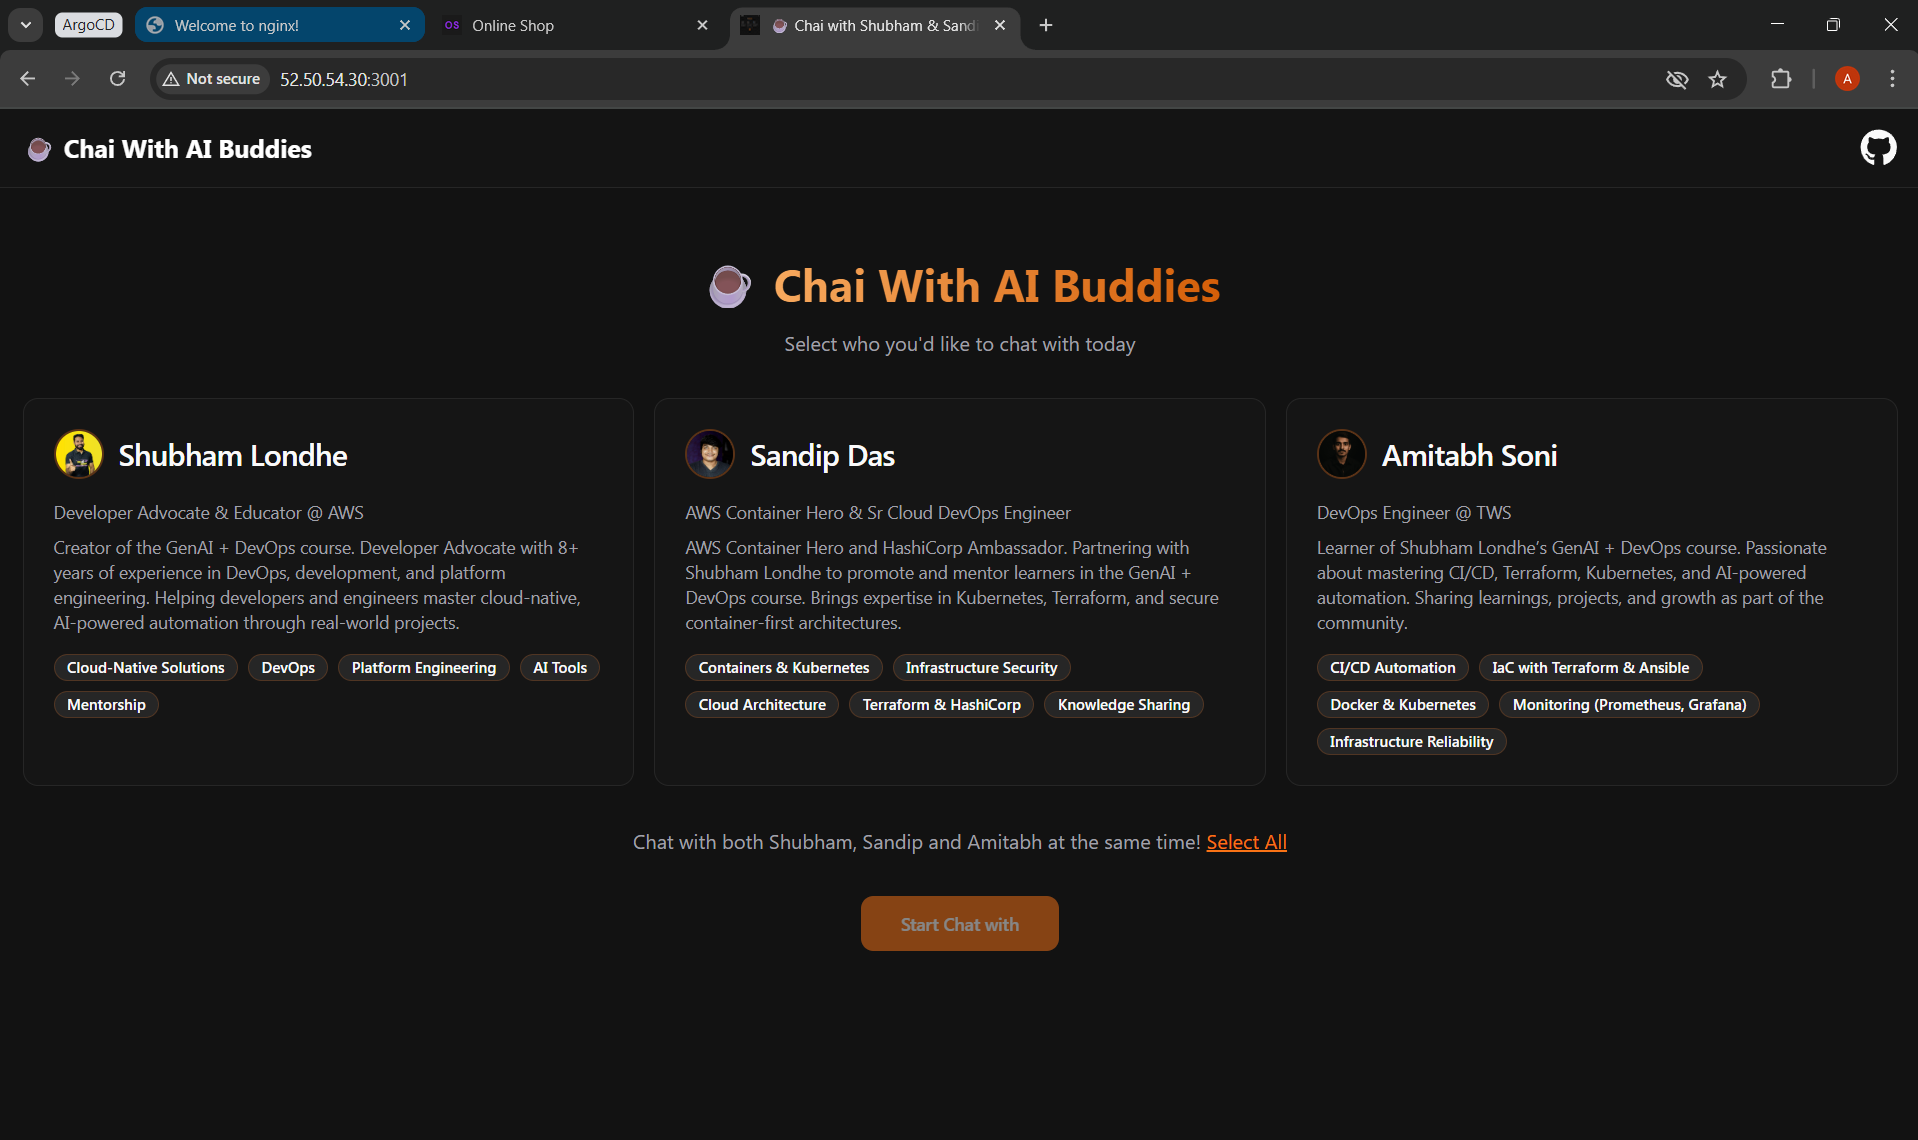 ArgoCD
Welcome to nginx!
OS Online Shop
Chai with Shubham & Sandi
Not secure 52.50.54.30:3001
A
Chai With AI Buddies
Chai With AI Buddies
Select who you'd like to chat with today
Shubham Londhe
Developer Advocate & Educator @ AWS
Creator of the GenAI + DevOps course. Developer Advocate with 8+
years of experience in DevOps, development, and platform
engineering. Helping developers and engineers master cloud-native,
AI-powered automation through real-world projects.
Cloud-Native Solutions DevOps Platform Engineering AI Tools
Mentorship
Sandip Das
AWS Container Hero & Sr Cloud DevOps Engineer
AWS Container Hero and HashiCorp Ambassador. Partnering with
Shubham Londhe to promote and mentor learners in the GenAI +
DevOps course. Brings expertise in Kubernetes, Terraform, and secure
container-first architectures.
Containers & Kubernetes Infrastructure Security
Cloud Architecture Terraform & HashiCorp Knowledge Sharing
Amitabh Soni
DevOps Engineer @ TWS
Learner of Shubham Londhe’s GenAI + DevOps course. Passionate
about mastering CI/CD, Terraform, Kubernetes, and AI-powered
automation. Sharing learnings, projects, and growth as part of the
community.
CI/CD Automation IaC with Terraform & Ansible
Docker & Kubernetes Monitoring (Prometheus, Grafana)
Infrastructure Reliability
Chat with both Shubham, Sandip and Amitabh at the same time! Select All
Start Chat with